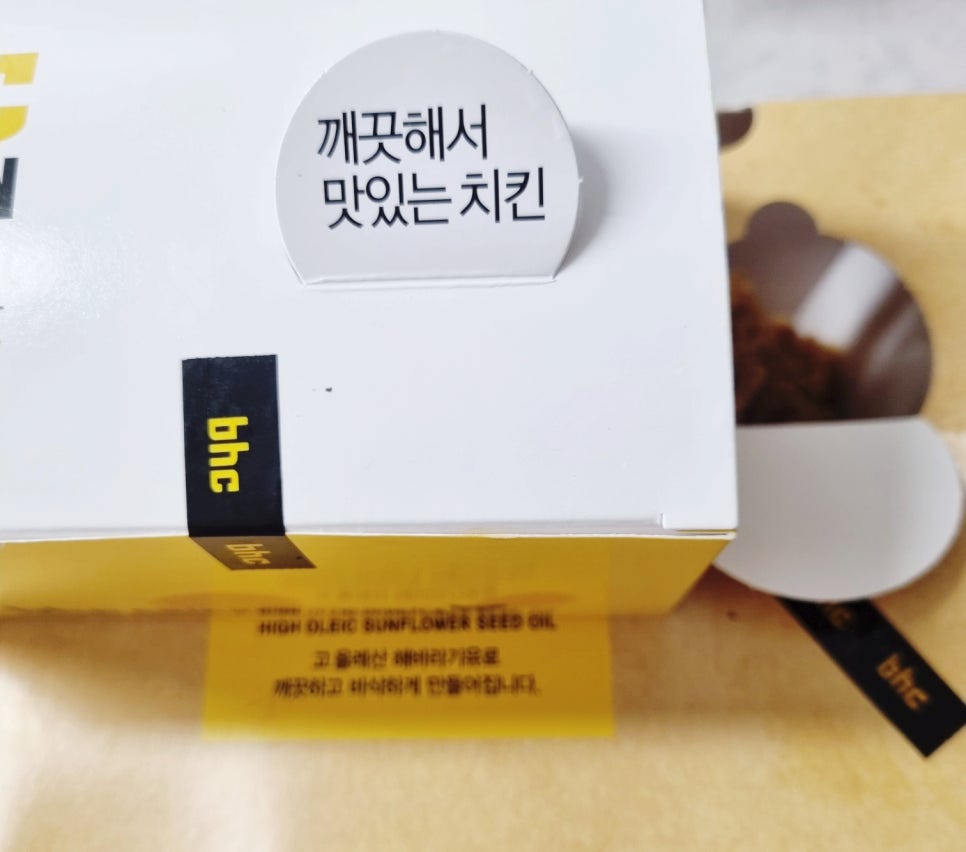 깨끗해서
맛있는 치킨
bhc
bhc
HIGH OLEIC SUNFLOWER SEED OIL
고올레산 해바라기유로
깨끗하고 바삭하게 만들어집니다.
bhc